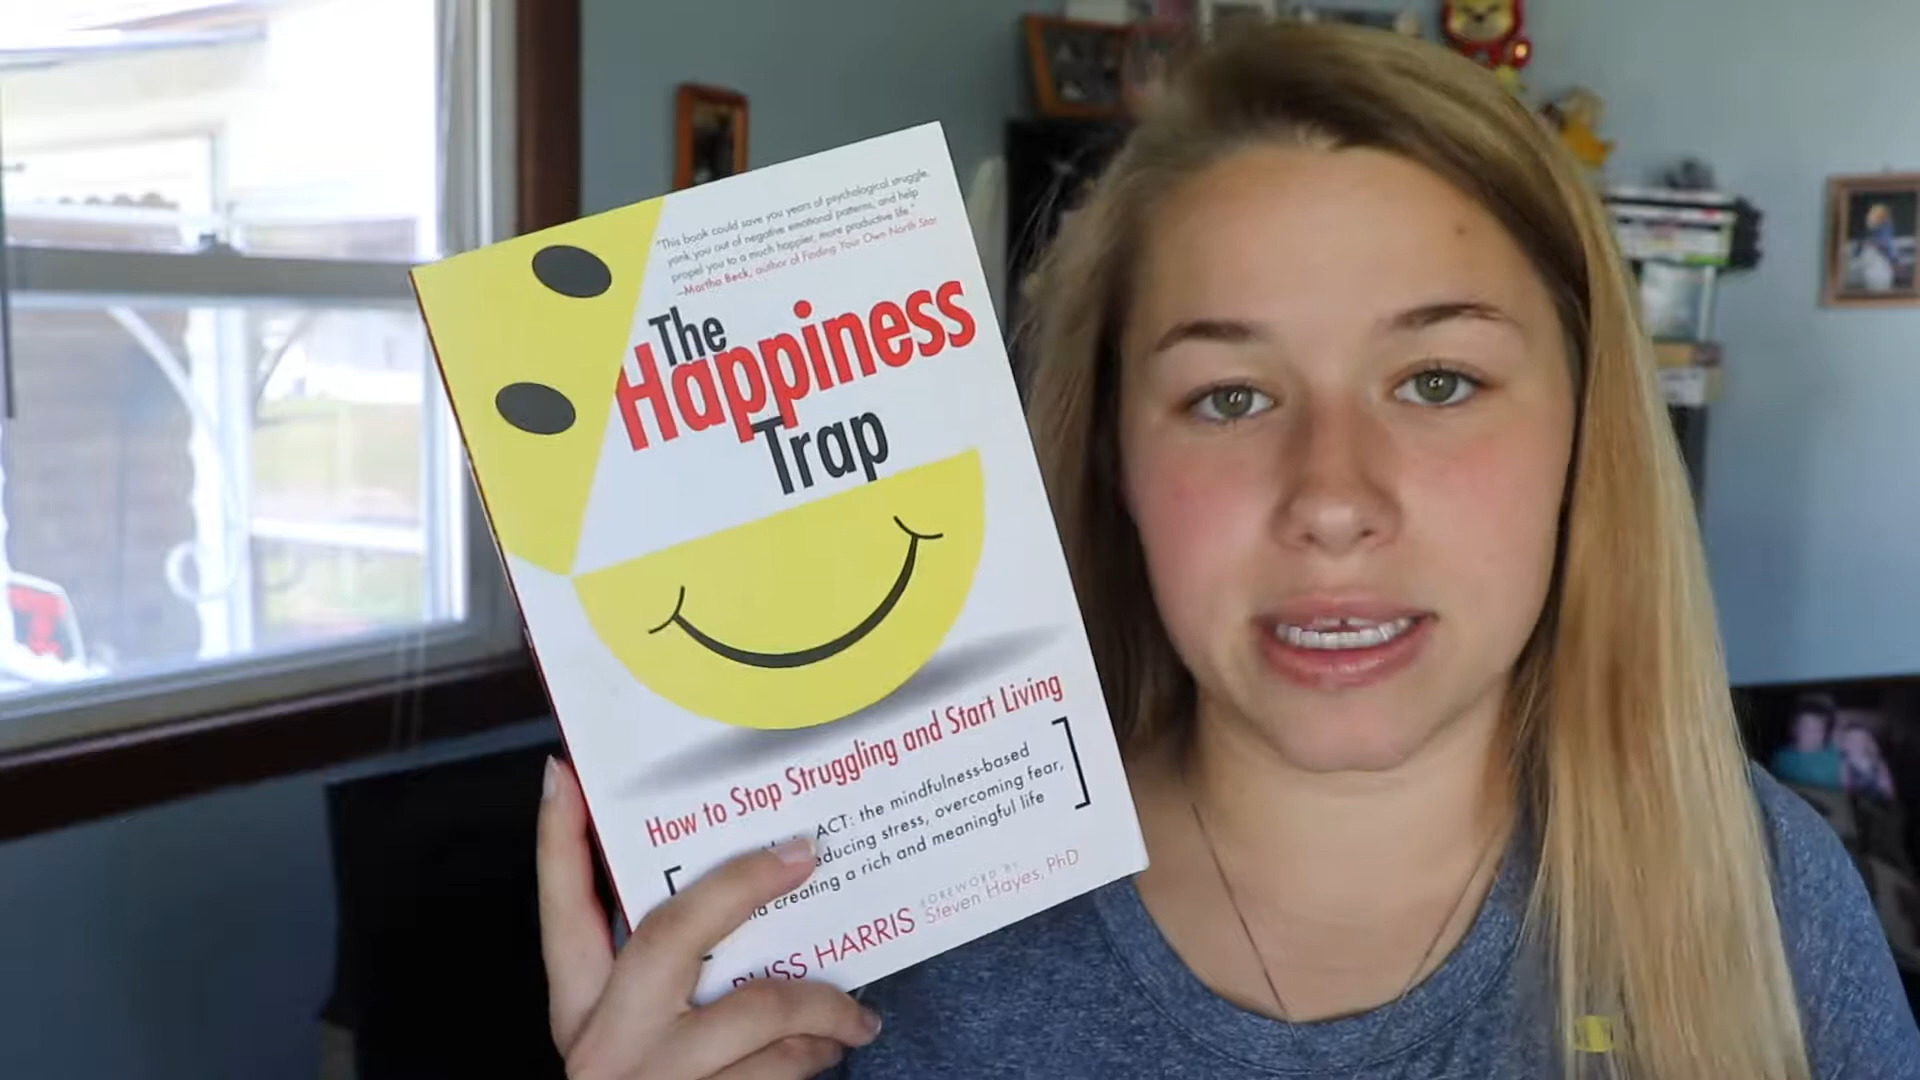 "This book could save you years of psychological struggle,
yank you out of negative emotional patterns, and help
propel you to a much happier, more productive life."
—Martha Beck, author of Finding Your Own North Star
The
Happiness
Trap
How to Stop Struggling and Start Living
ACT: the mindfulness-based
reducing stress, overcoming fear,
creating a rich and meaningful life
FOREWORD BY
RUSS HARRIS Steven Hayes, PhD